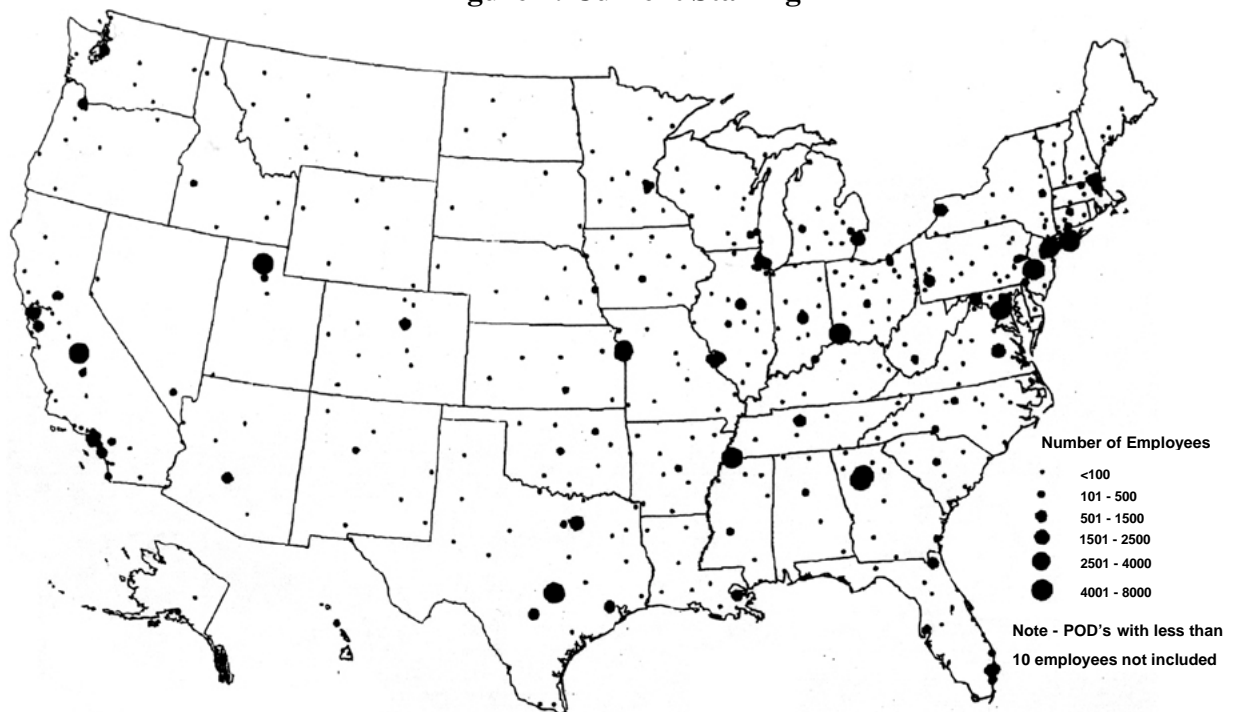 Number of Employees
<100
101 - 500
501 - 1500
1501 - 2500
2501 - 4000
4001 - 8000
Note - POD's with less than
10 employees not included